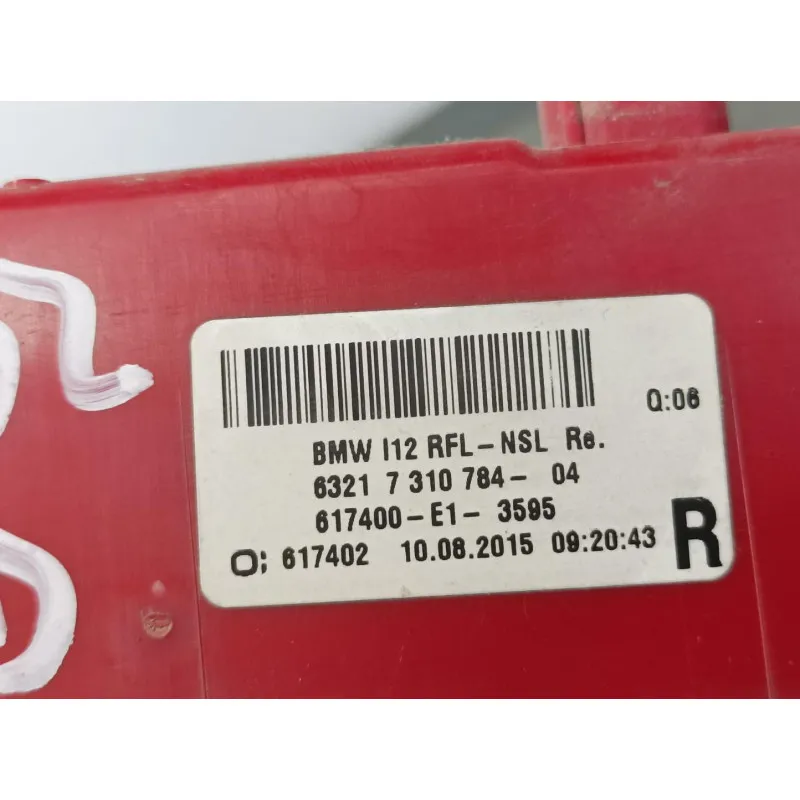 Q:06
BMW I12 RFL-NSL Re.
6321 7 310 784- 04
617400-E1- 3595
O; 617402 10.08.2015 09:20:43 R